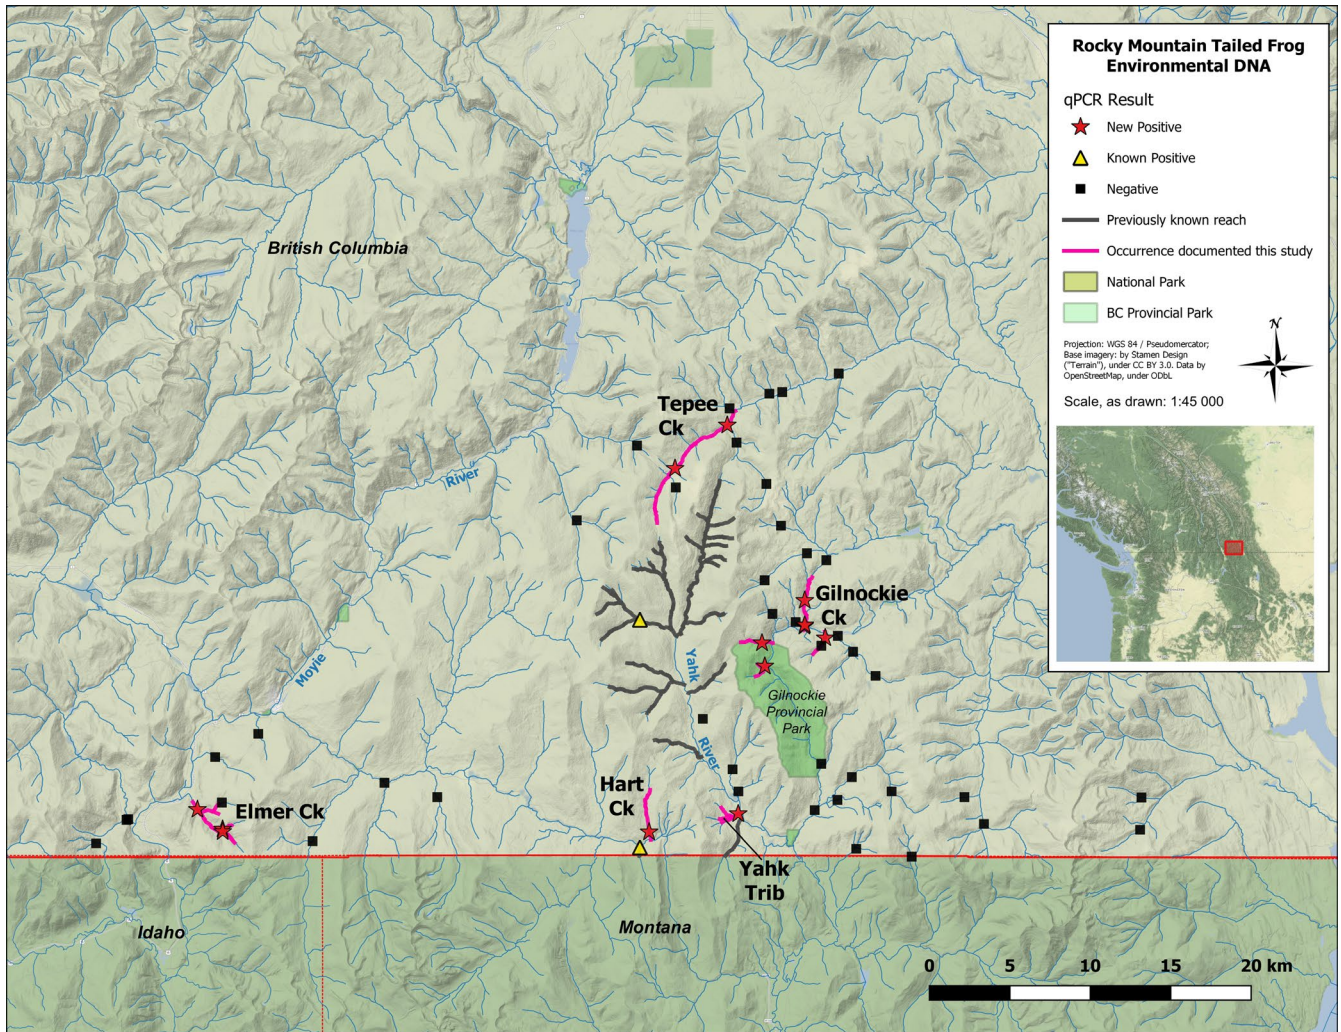 Rocky Mountain Tailed Frog
Environmental DNA
qPCR Result
New Positive
Known Positive
Negative
Previously known reach
Occurrence documented this study
National Park
BC Provincial Park
Projection: WGS 84 / Pseudomercator;
Base imagery: by Stamen Design
("Terrain"), under CC BY 3.0. Data by
OpenStreetMap, under ODbL
N
Scale, as drawn: 1:45 000
British Columbia
Tepee
Ck
River
Gilnockie
Ck
Yahk
Moyie
Gilnockie
Provincial
Park
River
Hart
Ck
Elmer Ck
Yahk
Trib
Idaho
Montana
0 5 10 15 20 km